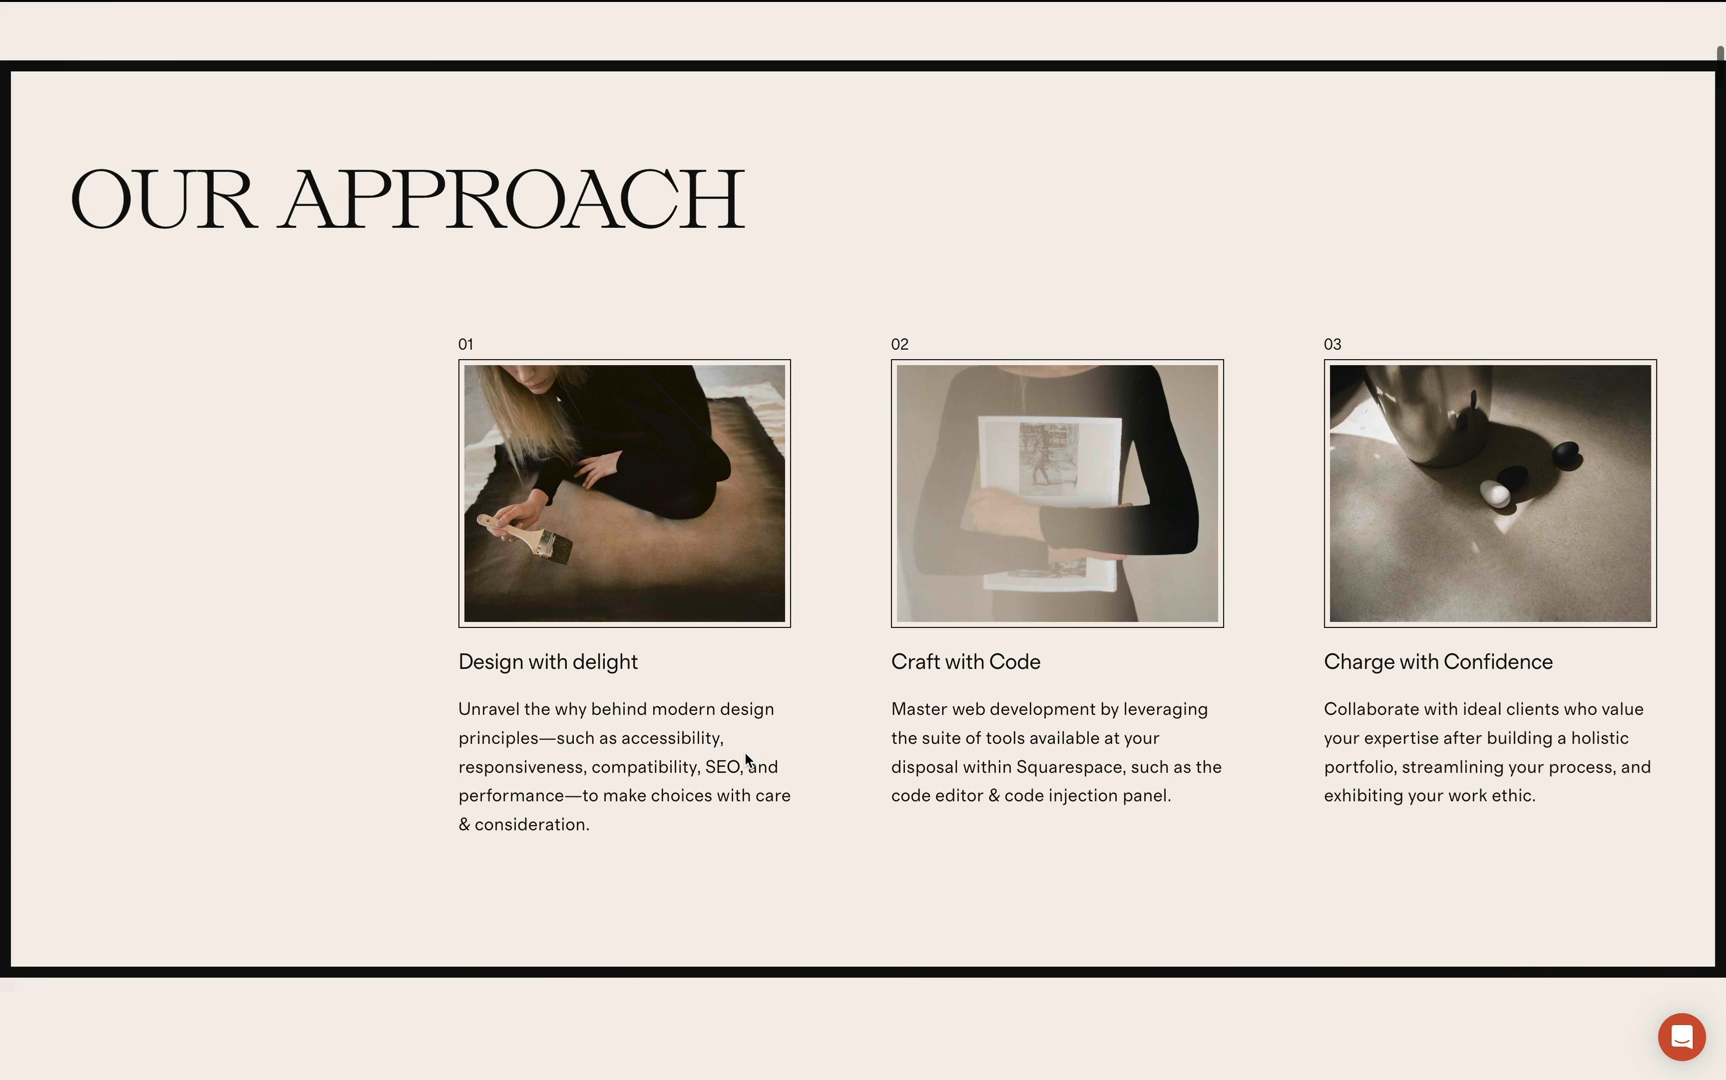 OUR APPROACH
01
Design with delight
Unravel the why behind modern design
principles—such as accessibility,
responsiveness, compatibility, SEO, and
performance—to make choices with care
& consideration.
02
Craft with Code
Master web development by leveraging
the suite of tools available at your
disposal within Squarespace, such as the
code editor & code injection panel.
03
Charge with Confidence
Collaborate with ideal clients who value
your expertise after building a holistic
portfolio, streamlining your process, and
exhibiting your work ethic.